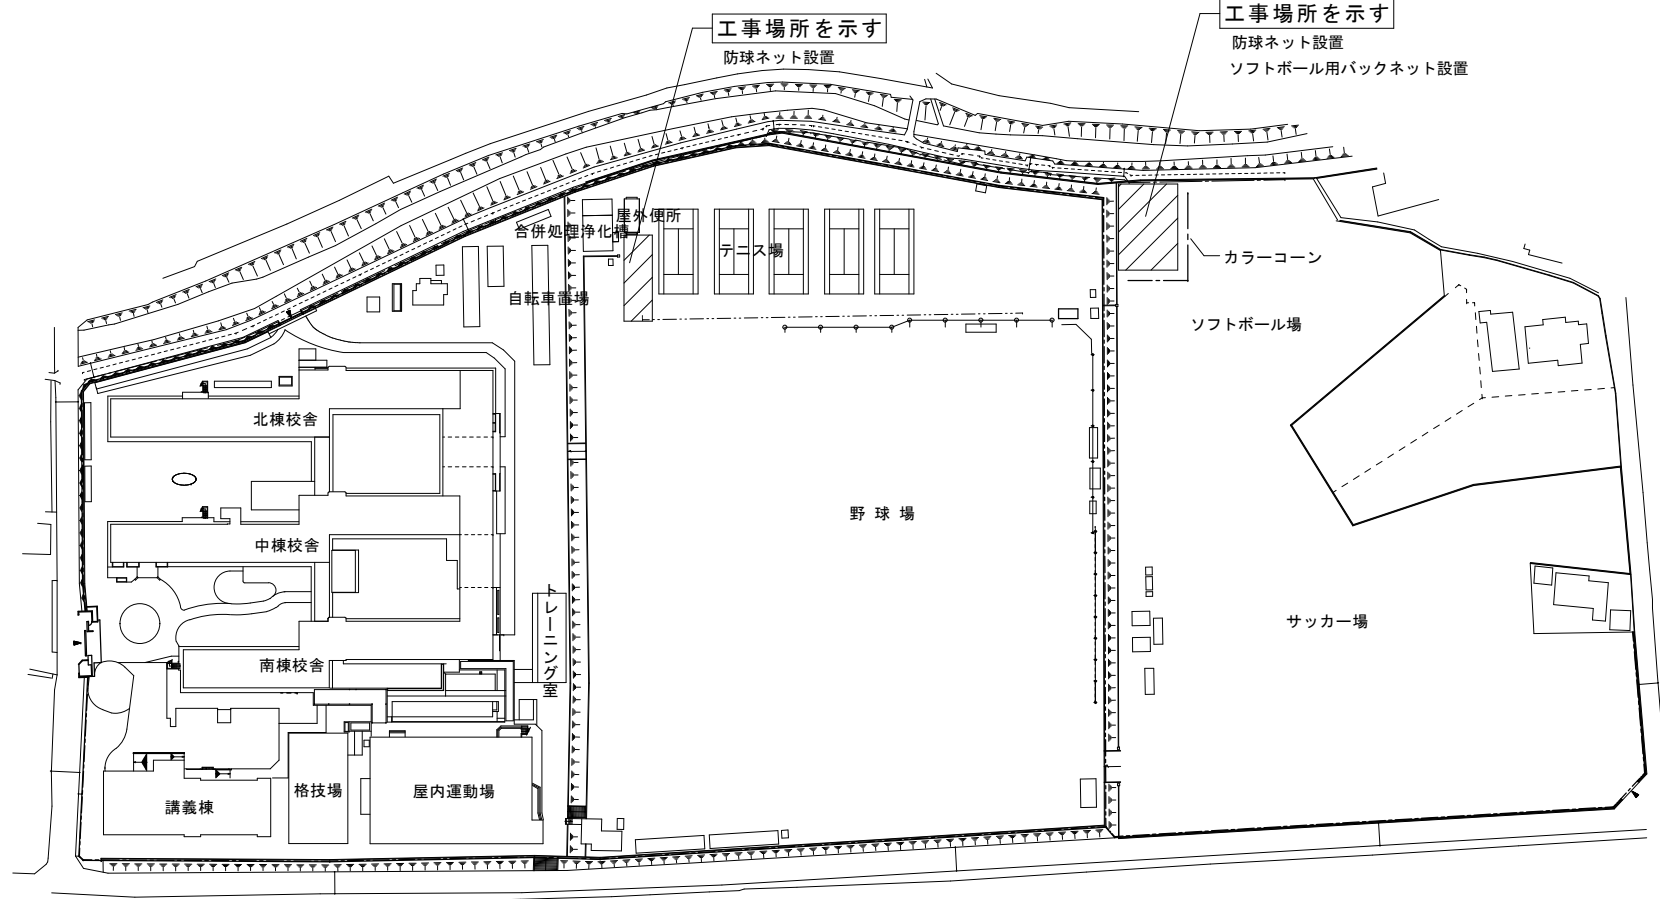 工事場所を示す
防球ネット設置
工事場所を示す
防球ネット設置
ソフトボール用バックネット設置
屋外便所
合併処理浄化槽
テニス場
カラーコーン
自転車置場
ソフトボール場
北棟校舎
野球場
中棟校舎
トレーニング室
サッカー場
南棟校舎
格技場
屋内運動場
講義棟